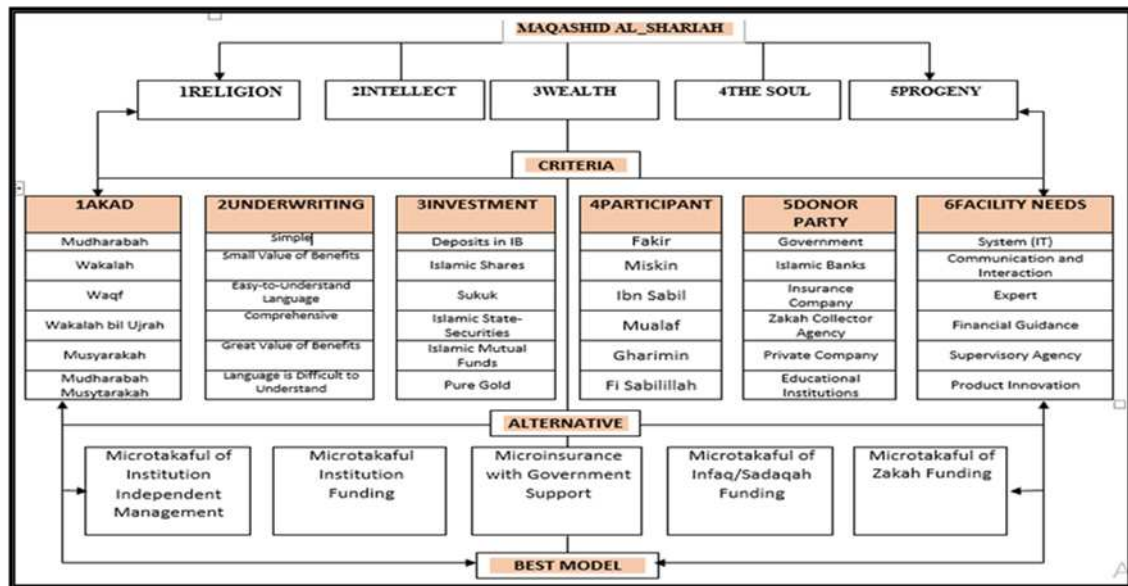 MAQASHID AL_SHARIAH
1RELIGION
2INTELLECT
3WEALTH
4THE SOUL
5PROGENY
CRITERIA
1AKAD
Mudharabah
Wakalah
Waqf
Wakalah bil Ujrah
Musyarakah
Mudharabah
Musytarakah
2UNDERWRITING
Simple
Small Value of Benefits
Easy-to-Understand
Language
Comprehensive
Great Value of Benefits
Language is Difficult to
Understand
3INVESTMENT
Deposits in IB
Islamic Shares
Sukuk
Islamic State-
Securities
Islamic Mutual
Funds
Pure Gold
4PARTICIPANT
Fakir
Miskin
Ibn Sabil
Mualaf
Gharimin
Fi Sabilillah
5DONOR
PARTY
Government
Islamic Banks
Insurance
Company
Zakah Collector
Agency
Private Company
Educational
Institutions
6FACILITY NEEDS
System (IT)
Communication and
Interaction
Expert
Financial Guidance
Supervisory Agency
Product Innovation
ALTERNATIVE
Microtakaful of
Institution
Independent
Management
Microtakaful
Institution
Funding
Microinsurance
with Government
Support
Microtakaful of
Infaq/Sadaqah
Funding
Microtakaful of
Zakah Funding
BEST MODEL
A